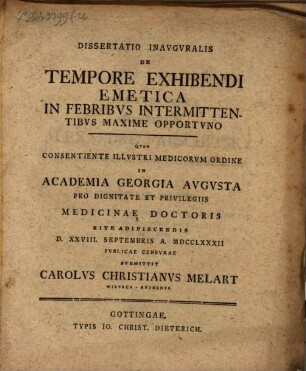 DISSERTATIO INAVGVRALIS
DE
TEMPORE EXHIBENDI
EMETICA
IN FEBRIBVS INTERMITTEN-
TIBVS MAXIME OPPORTVNO
QVAM
CONSENTIENTE ILLVSTRI MEDICORVM ORDINE
IN
ACADEMIA GEORGIA AVGVSTA
PRO DIGNITATE ET PRIVILEGIIS
MEDICINAE DOCTORIS
RITE ADIPISCENDIS
D. XXVIII. SEPTEMBRIS A. MDCCLXXXII
PVBLICAE CENSVRAE
SVBMITTIT
CAROLVS CHRISTIANVS MELART
GOTTINGAE,
TYPIS IO. CHRIST. DIETERICH.